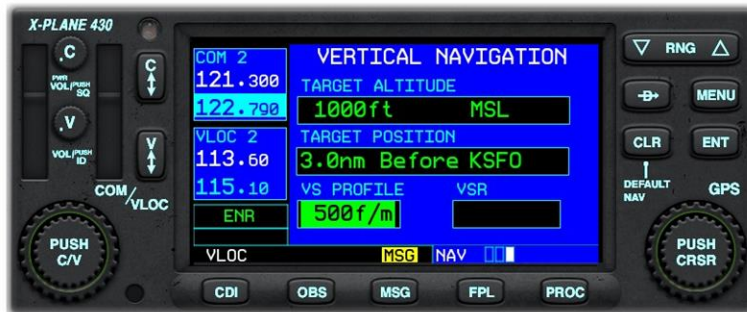 X-PLANE 430
.C
PWR
VOL/PUSH
SQ
C
.V
VOL/PUSH
ID
V
COM/VLOC
PUSH
C/V
COM 2
121.300
122.790
VLOC 2
113.60
115.10
ENR
VLOC
MSG
NAV
VERTICAL NAVIGATION
TARGET ALTITUDE
1000ft MSL
TARGET POSITION
3.0nm Before KSFO
VS PROFILE VSR
500f/m
RNG
D
MENU
CLR
ENT
DEFAULT
NAV
GPS
PUSH
CRSR
CDI
OBS
MSG
FPL
PROC